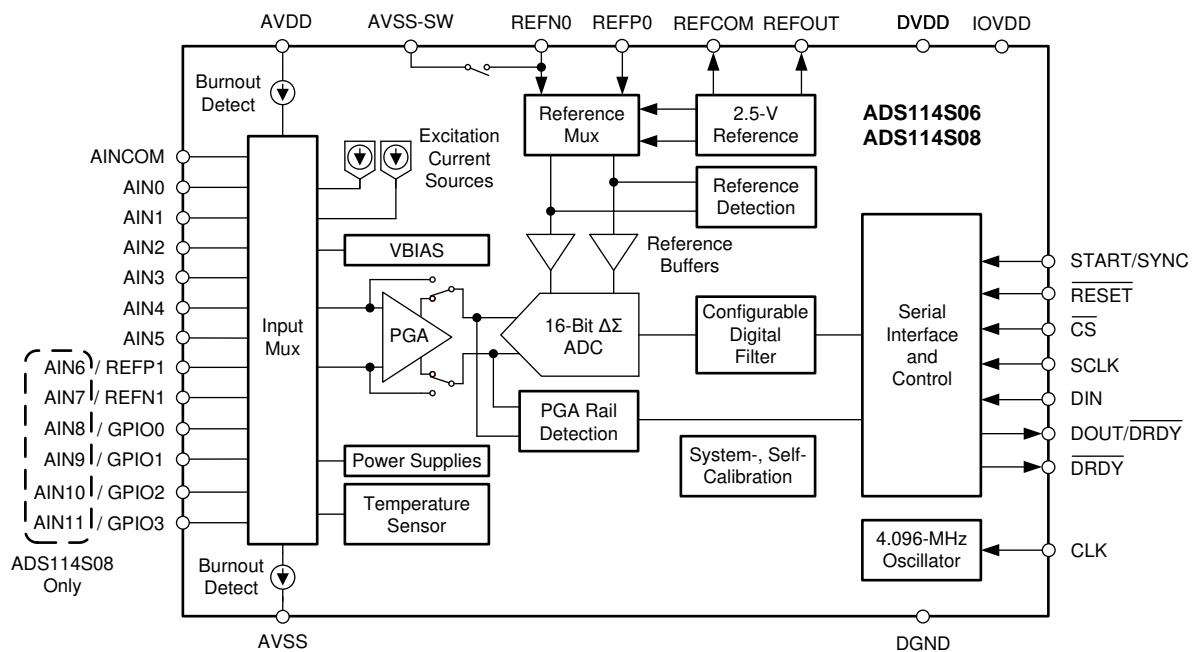 AVDD
AVSS-SW
REFN0
REFP0
REFCOM
REFOUT
DVDD
IOVDD
Burnout
Detect
Reference
Mux
2.5-V
Reference
ADS114S06
ADS114S08
Excitation
Current
Sources
AINCOM
AIN0
AIN1
AIN2
AIN3
AIN4
AIN5
AIN6 / REFP1
AIN7 / REFN1
AIN8 / GPIO0
AIN9 / GPIO1
AIN10 / GPIO2
AIN11 / GPIO3
ADS114S08
Only
Input
Mux
VBIAS
Reference
Detection
Reference
Buffers
PGA
16-Bit ΔΣ
ADC
Configurable
Digital
Filter
Serial
Interface
and
Control
START/SYNC
RESET
CS
SCLK
DIN
DOUT/DRDY
DRDY
PGA Rail
Detection
System-, Self-
Calibration
Power Supplies
Temperature
Sensor
4.096-MHz
Oscillator
CLK
Burnout
Detect
AVSS
DGND